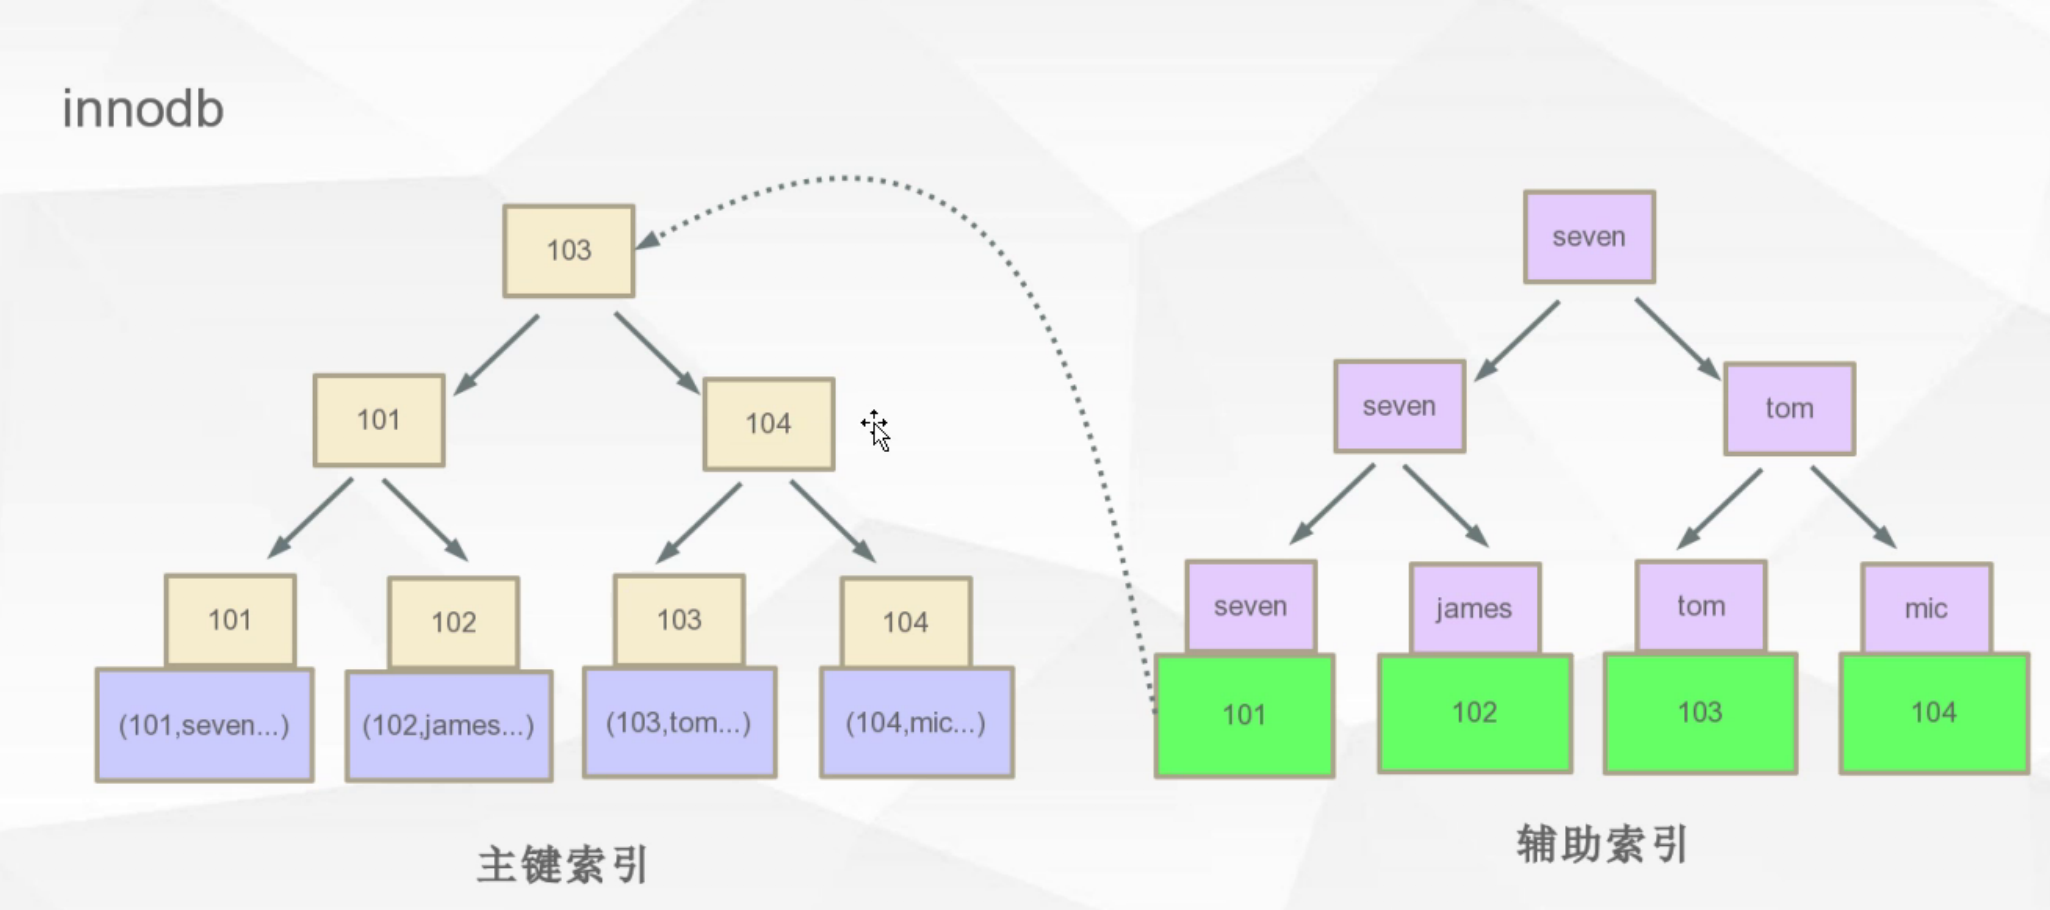 innodb
103
101
104
101
102
103
104
(101,seven...)
(102,james...)
(103,tom...)
(104,mic...)
主键索引
seven
seven
tom
seven
james
tom
mic
101
102
103
104
辅助索引